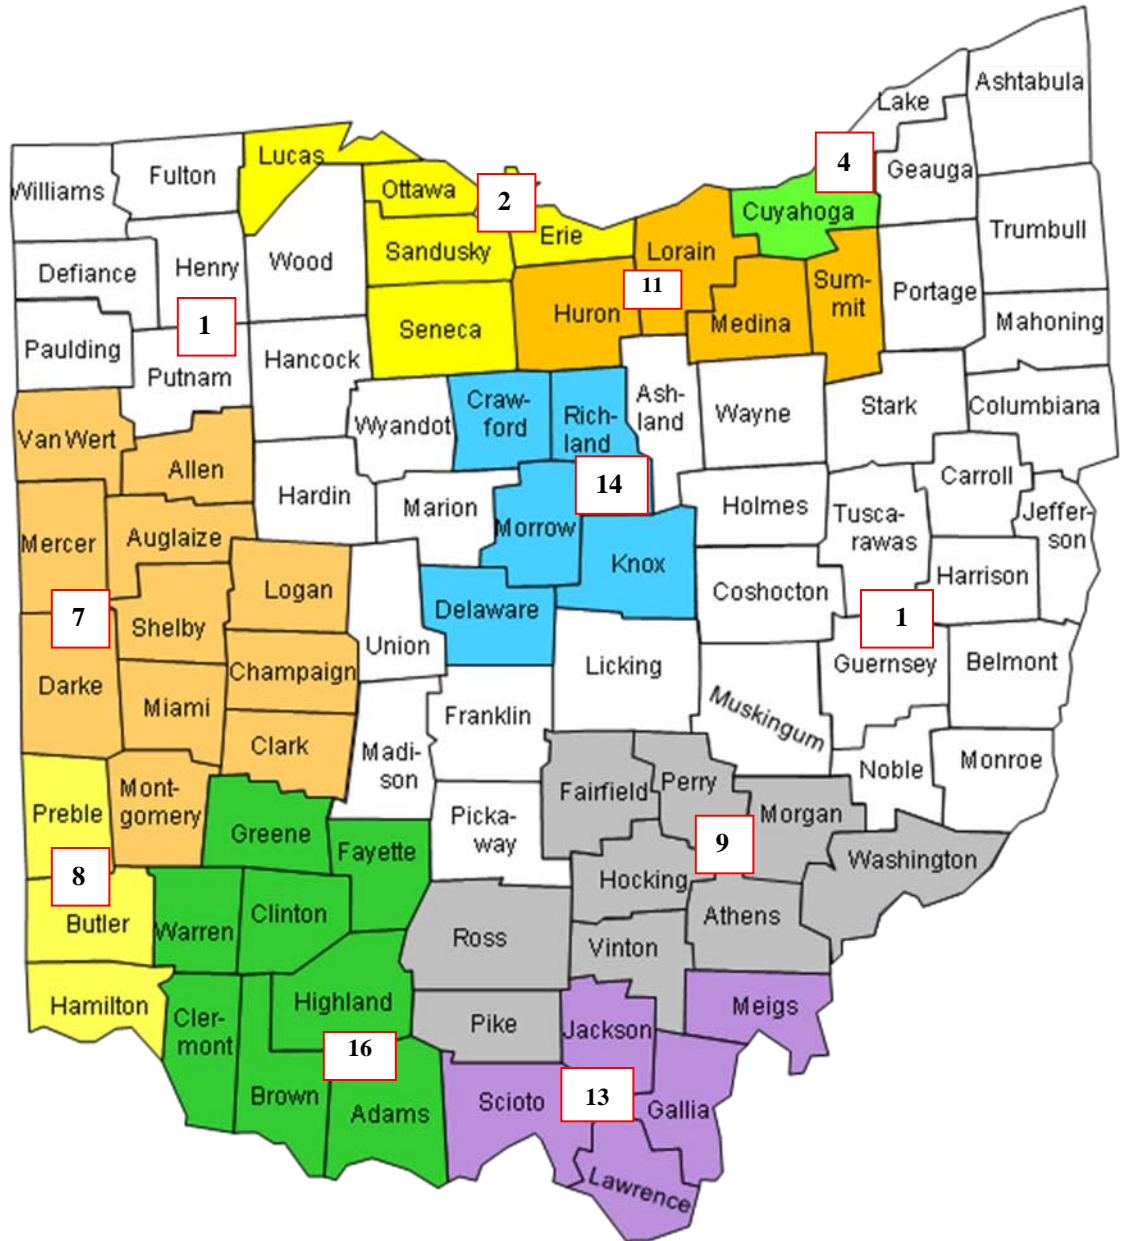 Ashtabula
Lake
4
Geauga
Lucas
Fulton
Williams
Ottawa
2
Cuyahoga
Trumbull
Erie
Lorain
Sandusky
Wood
Henry
Defiance
Sum-
mit
Portage
11
Huron
Medina
Mahoning
1
Seneca
Paulding
Hancock
Putnam
Craw-
ford
Rich-
land
Ash-
land
Wayne
Stark
Columbiana
Wyandot
Van Wert
Allen
Carroll
14
Hardin
Marion
Holmes
Tusca-
rawas
Jeffer-
son
Morrow
Mercer
Auglaize
Knox
Harrison
Logan
Coshocton
Delaware
7
1
Shelby
Union
Licking
Guernsey
Belmont
Champaign
Darke
Miami
Franklin
Muskingum
Clark
Madi-
son
Noble
Monroe
Mont-
gomery
Fairfield
Perry
Preble
Morgan
Greene
Picka-
way
Fayette
9
Washington
8
Hocking
Butler
Warren
Clinton
Athens
Ross
Vinton
Hamilton
Highland
Meigs
Cler-
mont
Pike
Jackson
16
Brown
Adams
Scioto
13
Gallia
Lawrence